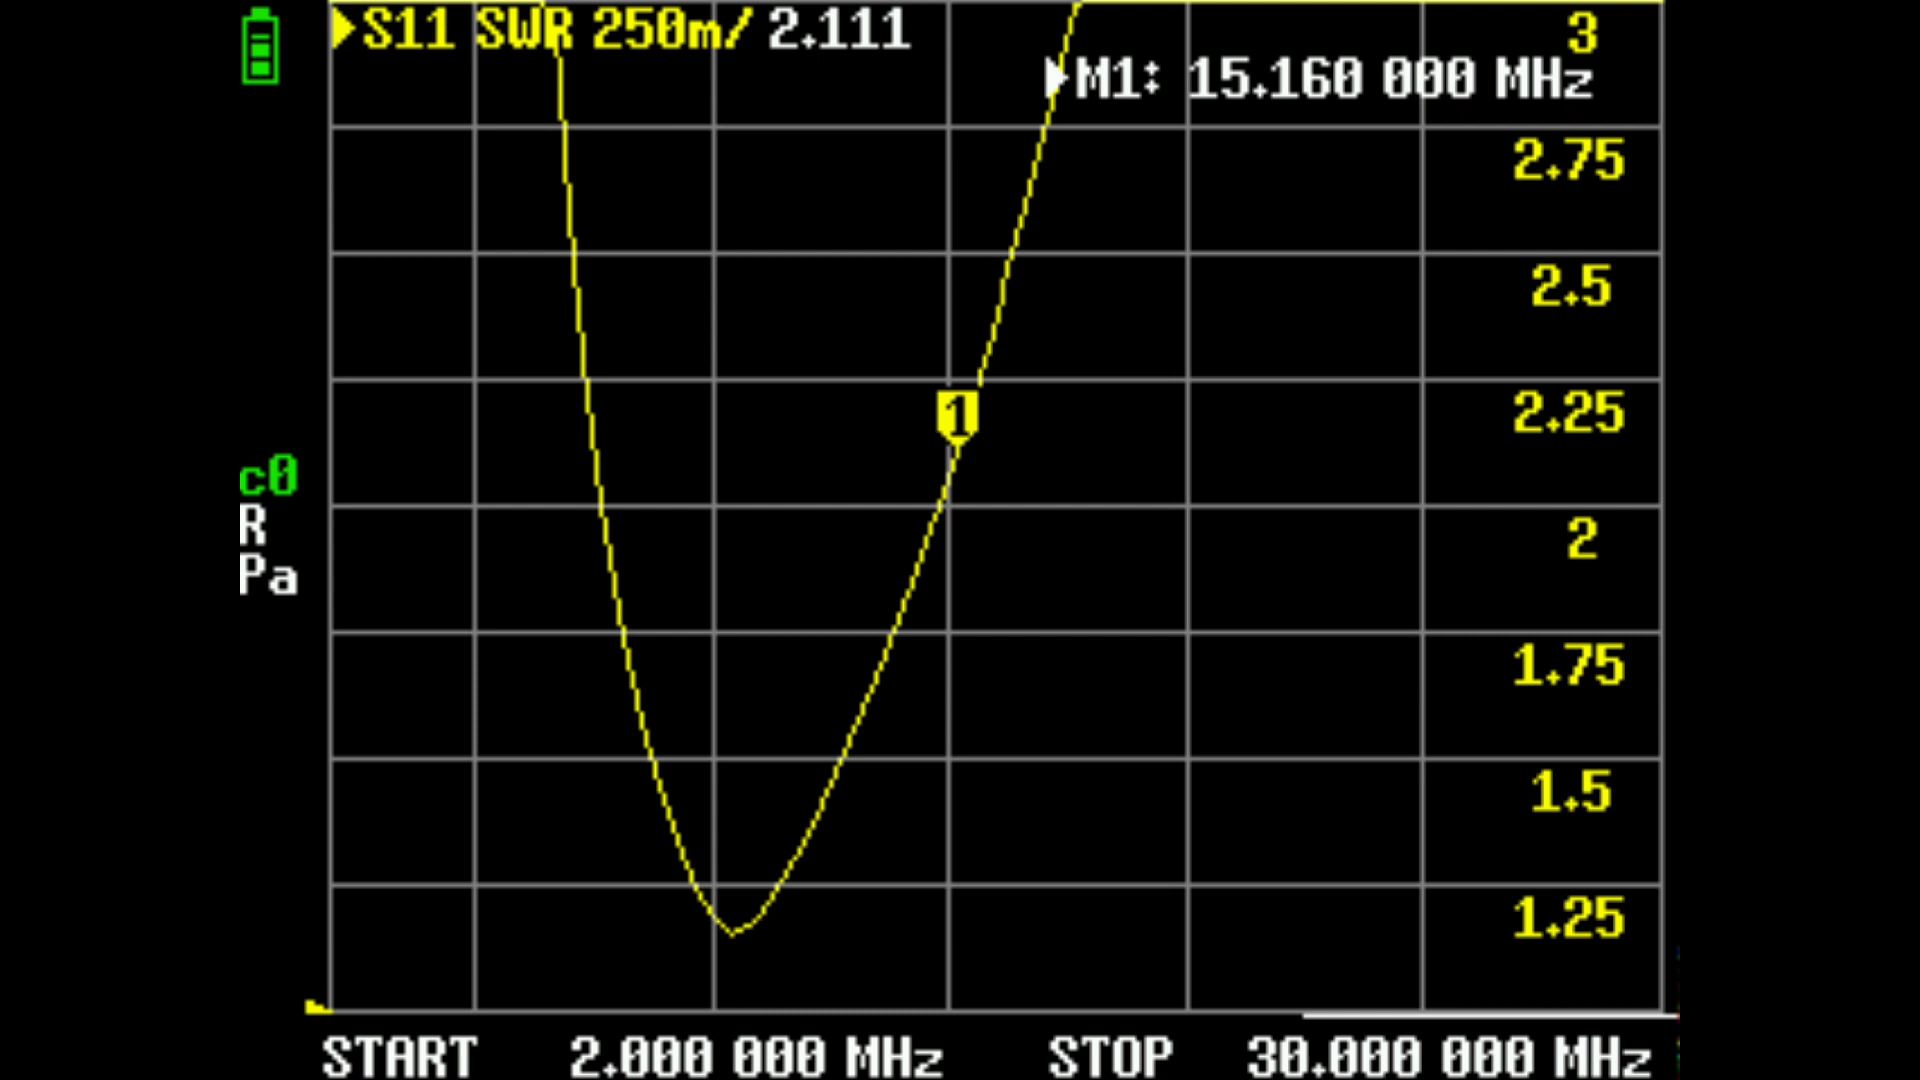 S11 SWR 250m/ 2.111
M1: 15.160 000 MHz
3
2.75
2.5
2.25
1
c0
R
Pa
2
1.75
1.5
1.25
START 2.000 000 MHz STOP 30.000 000 MHz